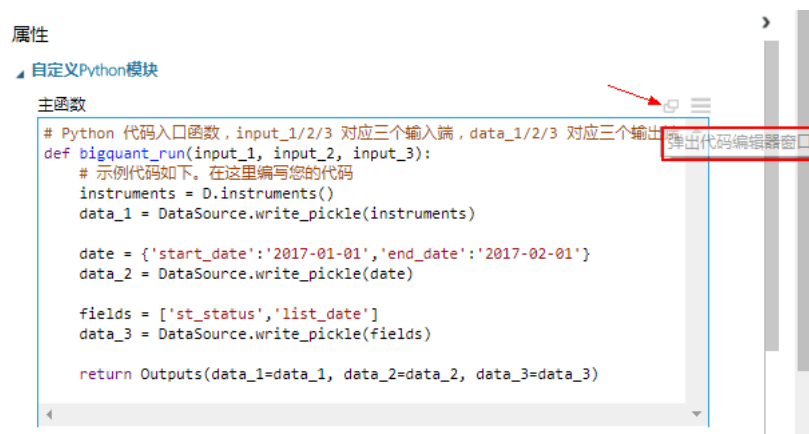 属性
自定义Python模块
主函数
# Python 代码入口函数，input_1/2/3 对应三个输入端，data_1/2/3 对应三个输出
def bigquant_run(input_1, input_2, input_3):
    # 示例代码如下。在这里编写您的代码
    instruments = D.instruments()
    data_1 = DataSource.write_pickle(instruments)
    date = {'start_date':'2017-01-01','end_date':'2017-02-01'}
    data_2 = DataSource.write_pickle(date)
    fields = ['st_status','list_date']
    data_3 = DataSource.write_pickle(fields)
    return Outputs(data_1=data_1, data_2=data_2, data_3=data_3)
弹出代码编辑器窗口